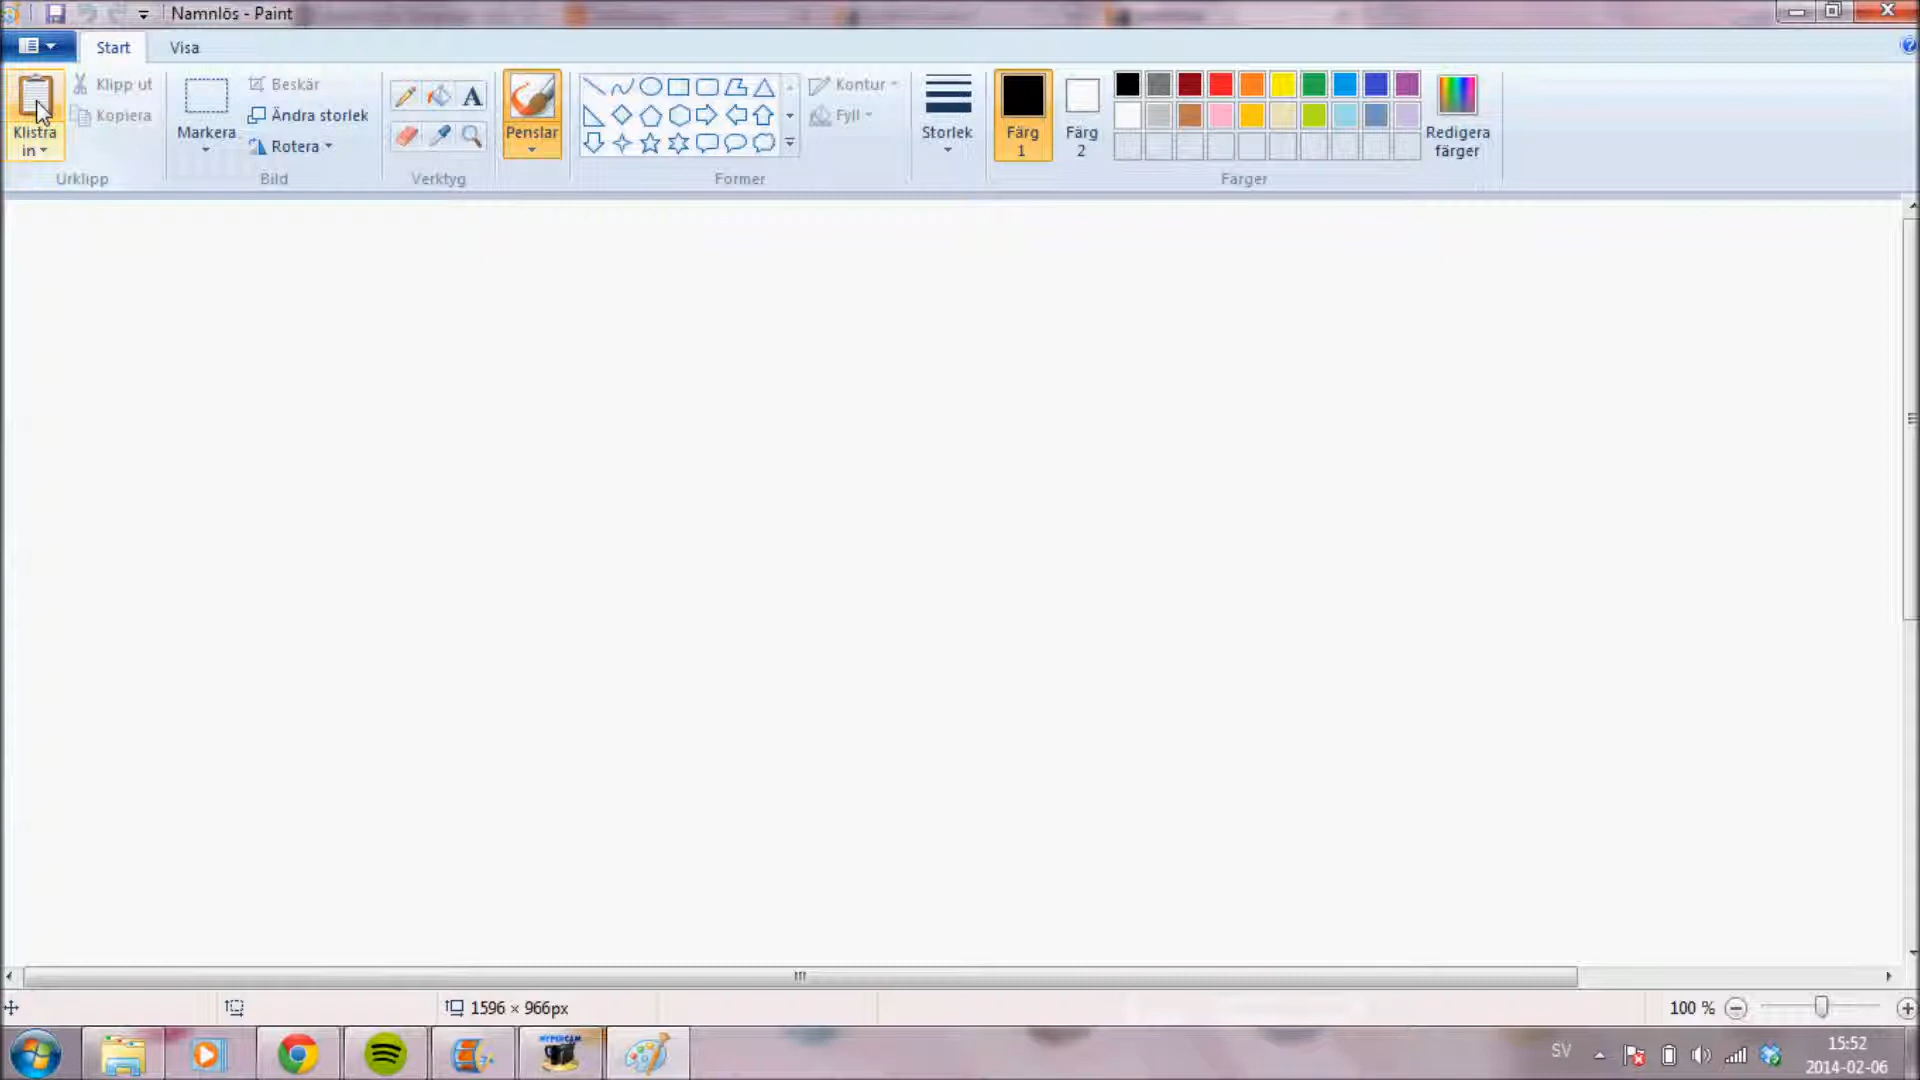 Namnlös - Paint
Start
Visa
Klistra
in
Klipp ut
Kopiera
Urklipp
Markera
Beskär
Ändra storlek
Rotera
Bild
A
Verktyg
Penslar
Former
Kontur
Fyll
Storlek
Färg
1
Färg
2
Redigera
färger
Färger
1596 × 966px
100 %
HYPERCAM
SV
15:52
2014-02-06